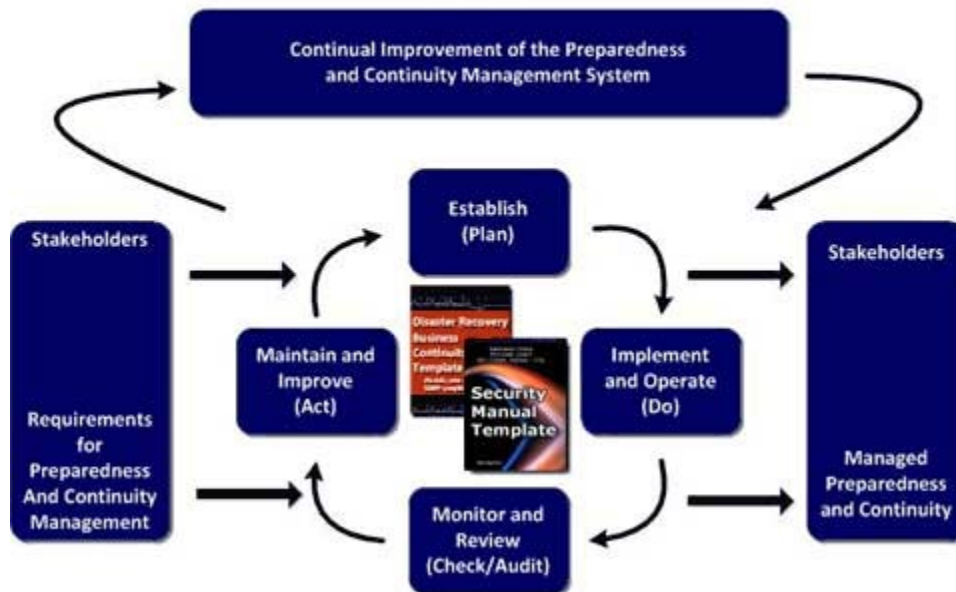 Continual Improvement of the Preparedness
and Continuity Management System
Establish
(Plan)
Stakeholders
Requirements
for
Preparedness
And Continuity
Management
Maintain and
Improve
(Act)
Disaster Recovery
Business
Continuity
Template
Security
Manual
Template
Implement
and Operate
(Do)
Monitor and
Review
(Check/Audit)
Stakeholders
Managed
Preparedness
and Continuity